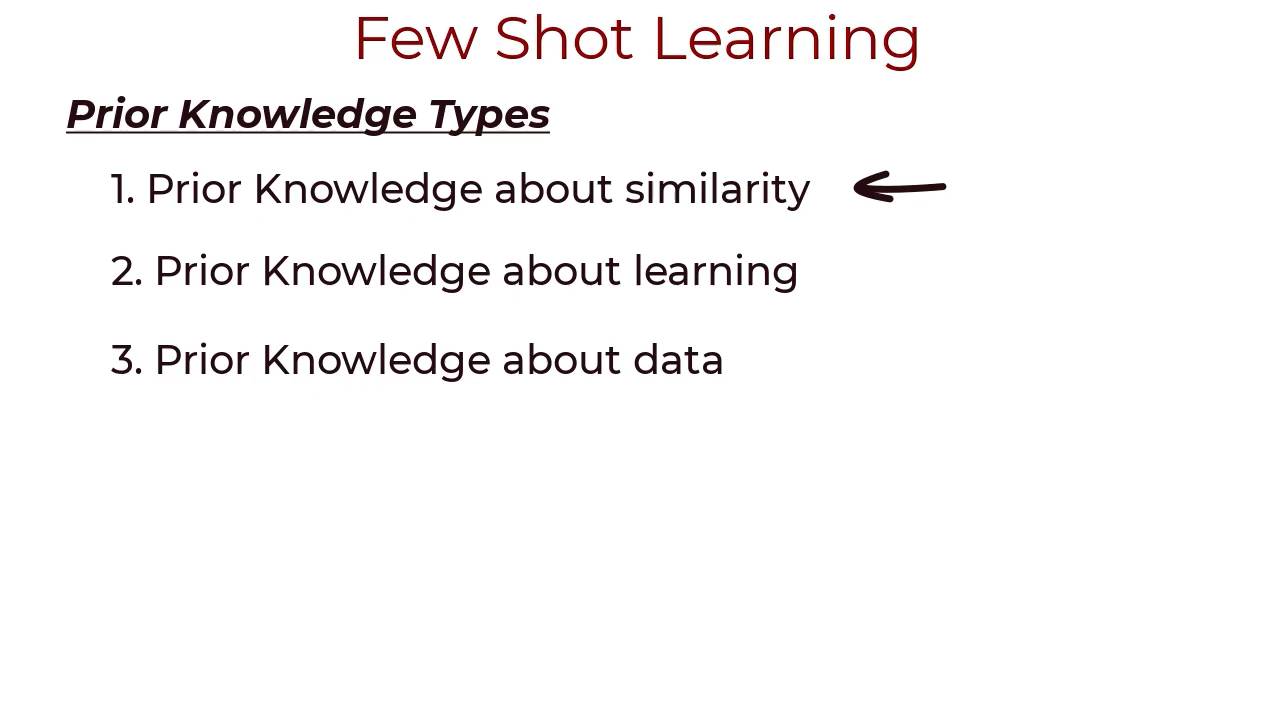 Few Shot Learning
Prior Knowledge Types
1. Prior Knowledge about similarity
2. Prior Knowledge about learning
3. Prior Knowledge about data